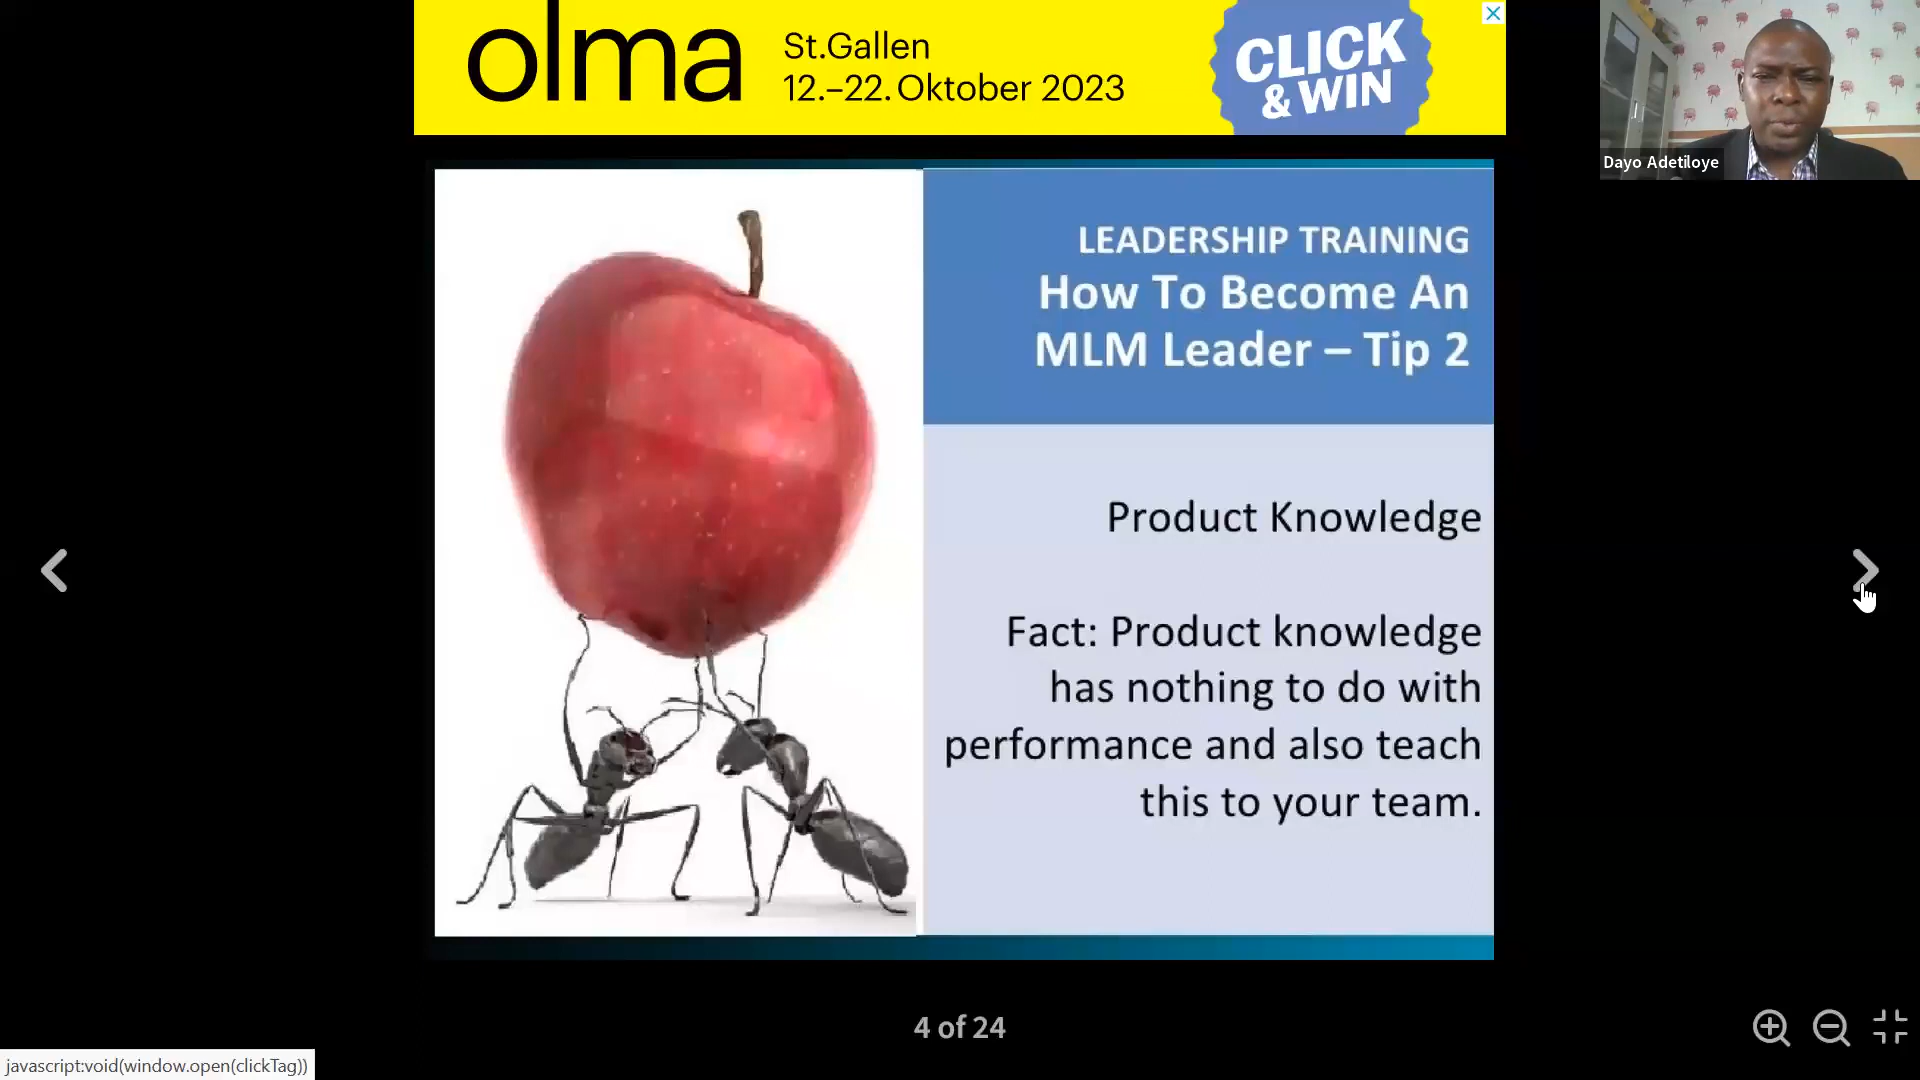 olma
St.Gallen
12.–22. Oktober 2023
CLICK
& WIN
Dayo Adetiloye
LEADERSHIP TRAINING
How To Become An
MLM Leader – Tip 2
Product Knowledge
Fact: Product knowledge
has nothing to do with
performance and also teach
this to your team.
4 of 24
javascript:void(window.open(clickTag))